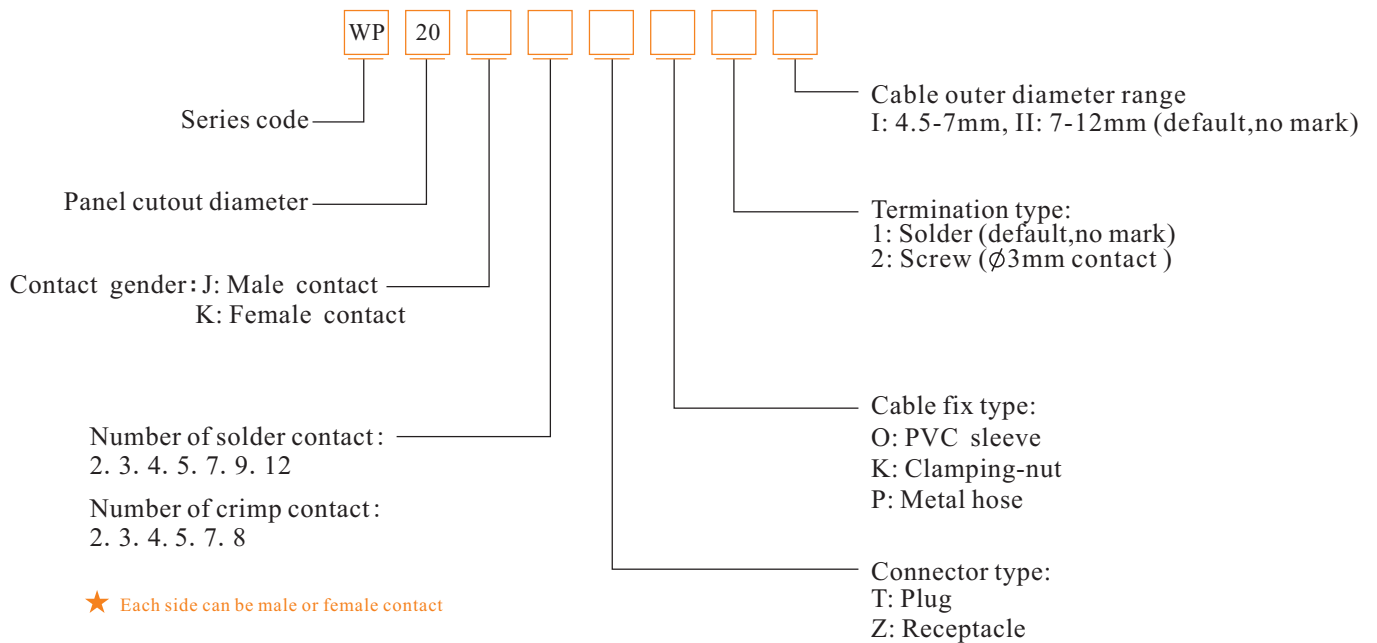 WP 20
Series code
Panel cutout diameter
Contact gender: J: Male contact
K: Female contact
Number of solder contact:
2. 3. 4. 5. 7. 9. 12
Number of crimp contact:
2. 3. 4. 5. 7. 8
★ Each side can be male or female contact
Cable outer diameter range
I: 4.5-7mm, II: 7-12mm (default,no mark)
Termination type:
1: Solder (default,no mark)
2: Screw (∅3mm contact )
Cable fix type:
O: PVC sleeve
K: Clamping-nut
P: Metal hose
Connector type:
T: Plug
Z: Receptacle